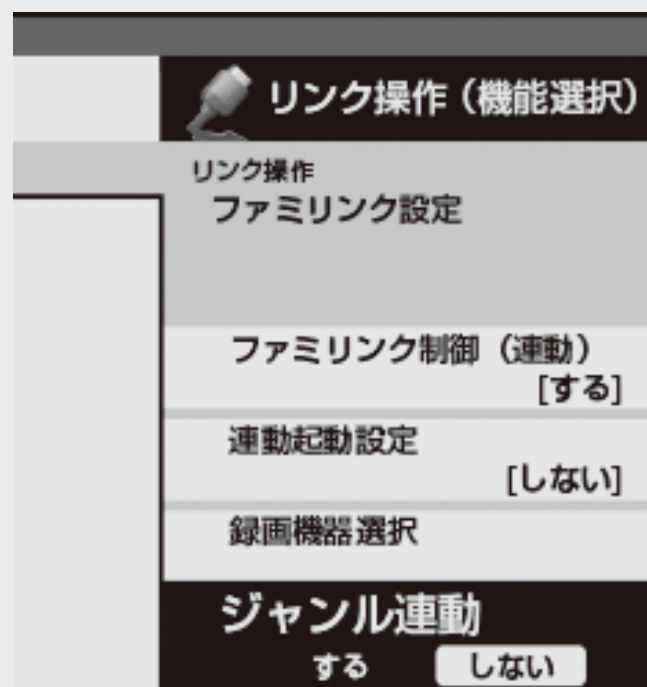 リンク操作（機能選択）
リンク操作
ファミリンク設定
ファミリンク制御（連動）
[する]
連動起動設定
[しない]
録画機器選択
ジャンル連動
する しない